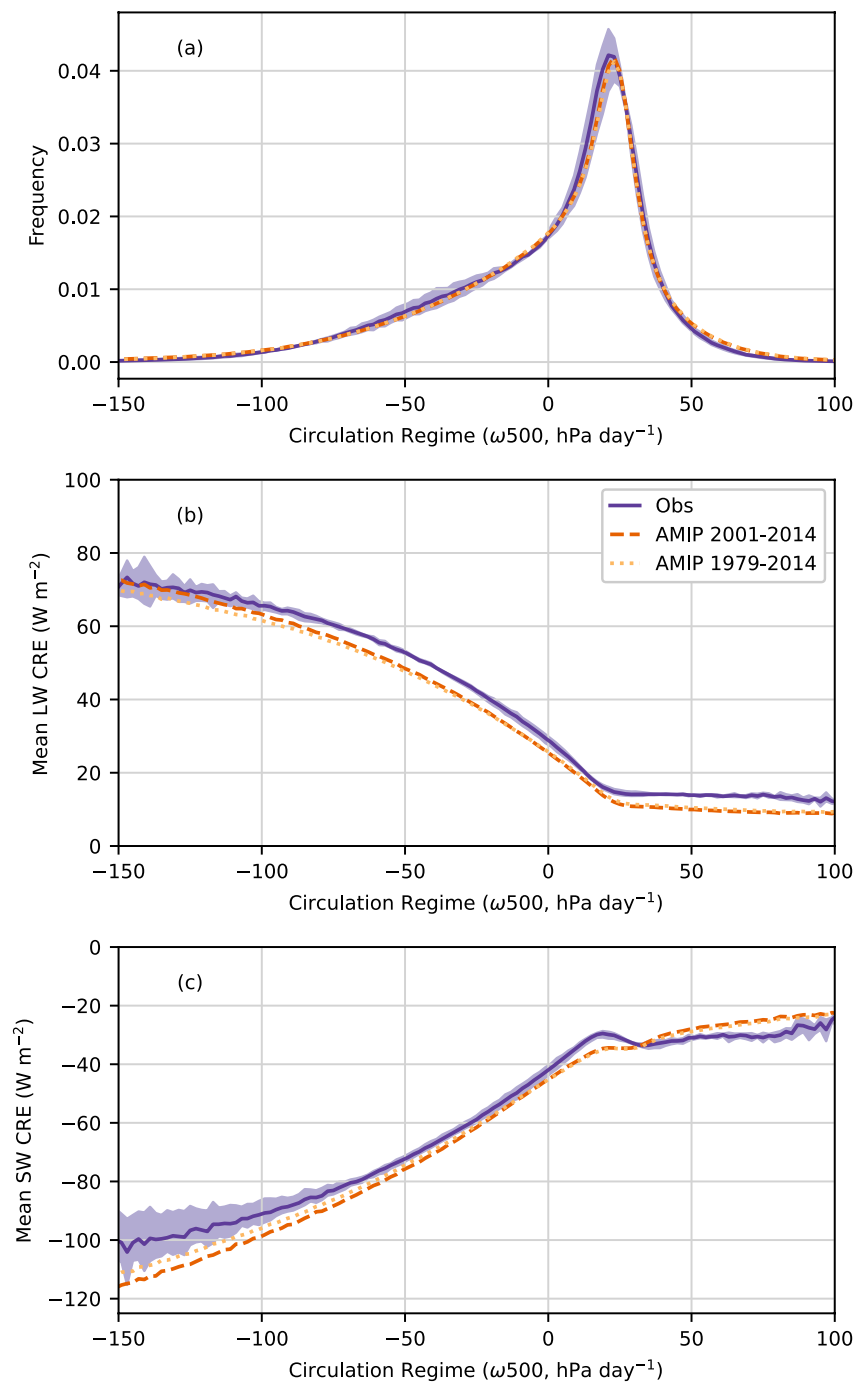 (a)
Frequency
0.04
0.03
0.02
0.01
0.00
−150 −100 −50 0 50 100
Circulation Regime (ω500, hPa day⁻¹)
(b)
Mean LW CRE (W m⁻²)
100
80
60
40
20
0
Obs
AMIP 2001-2014
AMIP 1979-2014
−150 −100 −50 0 50 100
Circulation Regime (ω500, hPa day⁻¹)
(c)
Mean SW CRE (W m⁻²)
0
−20
−40
−60
−80
−100
−120
−150 −100 −50 0 50 100
Circulation Regime (ω500, hPa day⁻¹)